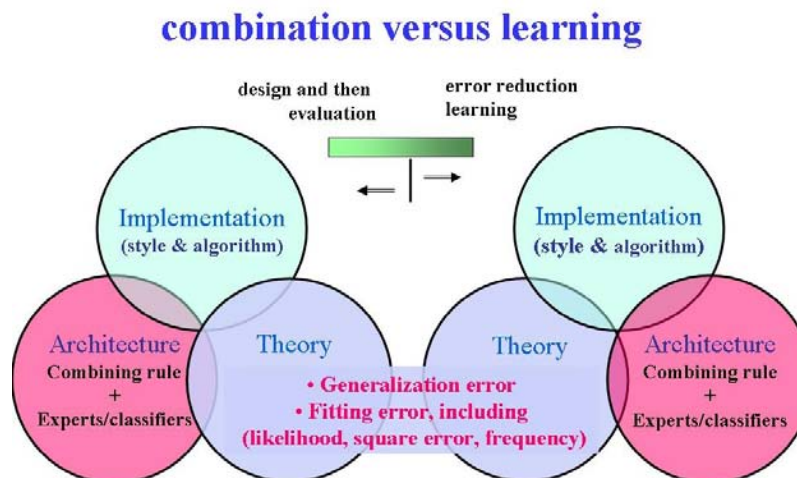 combination versus learning
design and then
evaluation
error reduction
learning
Implementation
(style & algorithm)
Implementation
(style & algorithm)
Architecture
Combining rule
+
Experts/classifiers
Theory
Theory
Architecture
Combining rule
+
Experts/classifiers
• Generalization error
• Fitting error, including
(likelihood, square error, frequency)